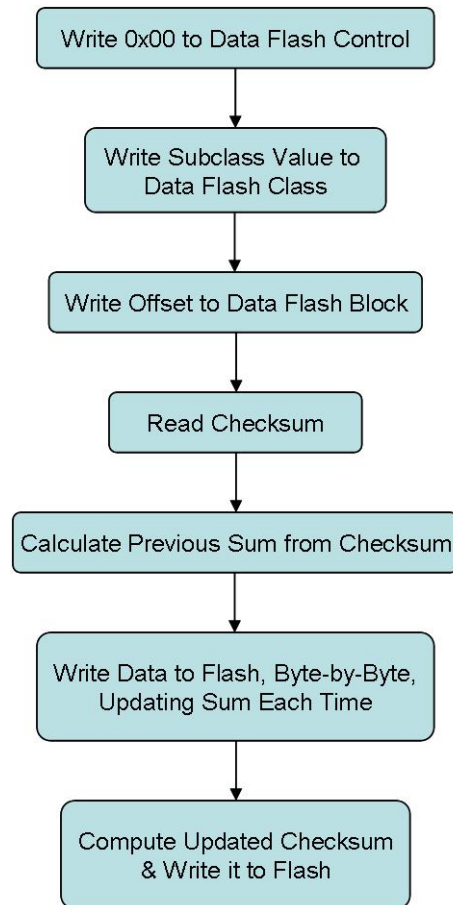 Write 0x00 to Data Flash Control
Write Subclass Value to
Data Flash Class
Write Offset to Data Flash Block
Read Checksum
Calculate Previous Sum from Checksum
Write Data to Flash, Byte-by-Byte,
Updating Sum Each Time
Compute Updated Checksum
& Write it to Flash